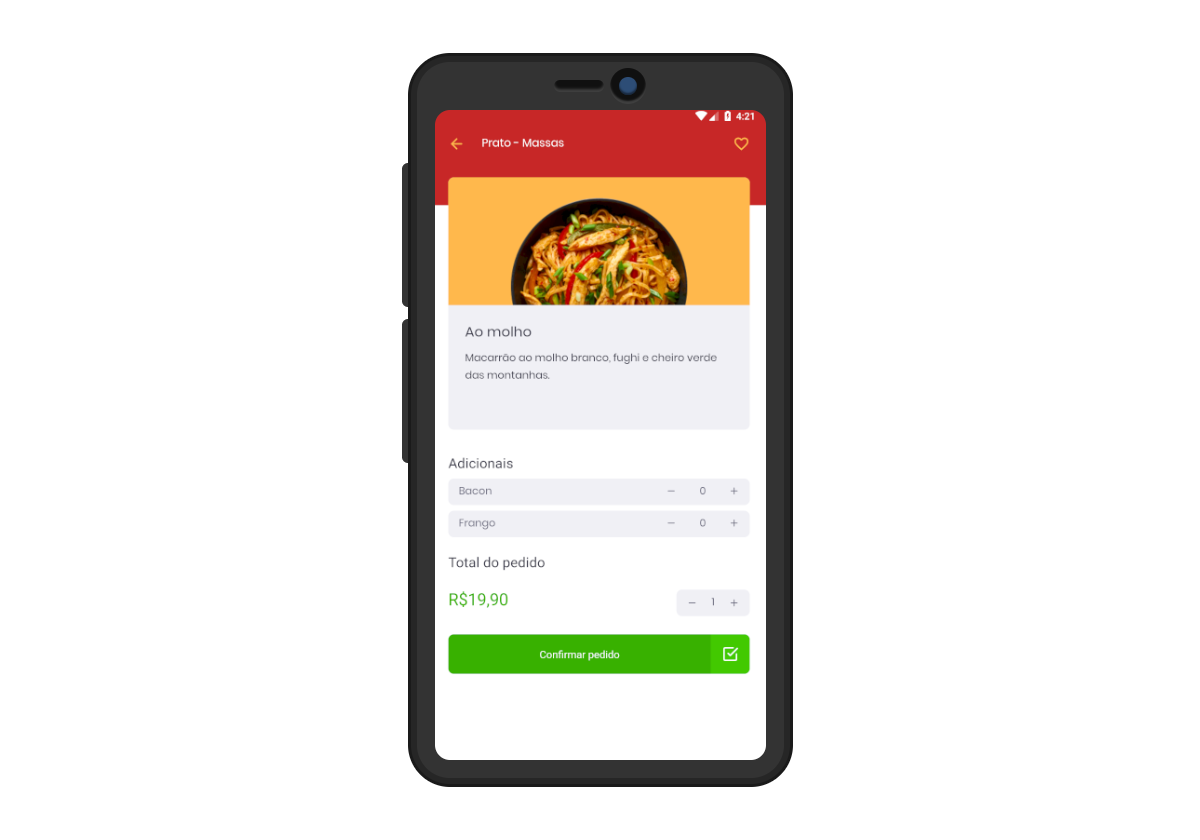 4:21
Prato - Massas
Ao molho
Macarrão ao molho branco, fughi e cheiro verde
das montanhas.
Adicionais
Bacon − 0 +
Frango − 0 +
Total do pedido
R$19,90 − 1 +
Confirmar pedido